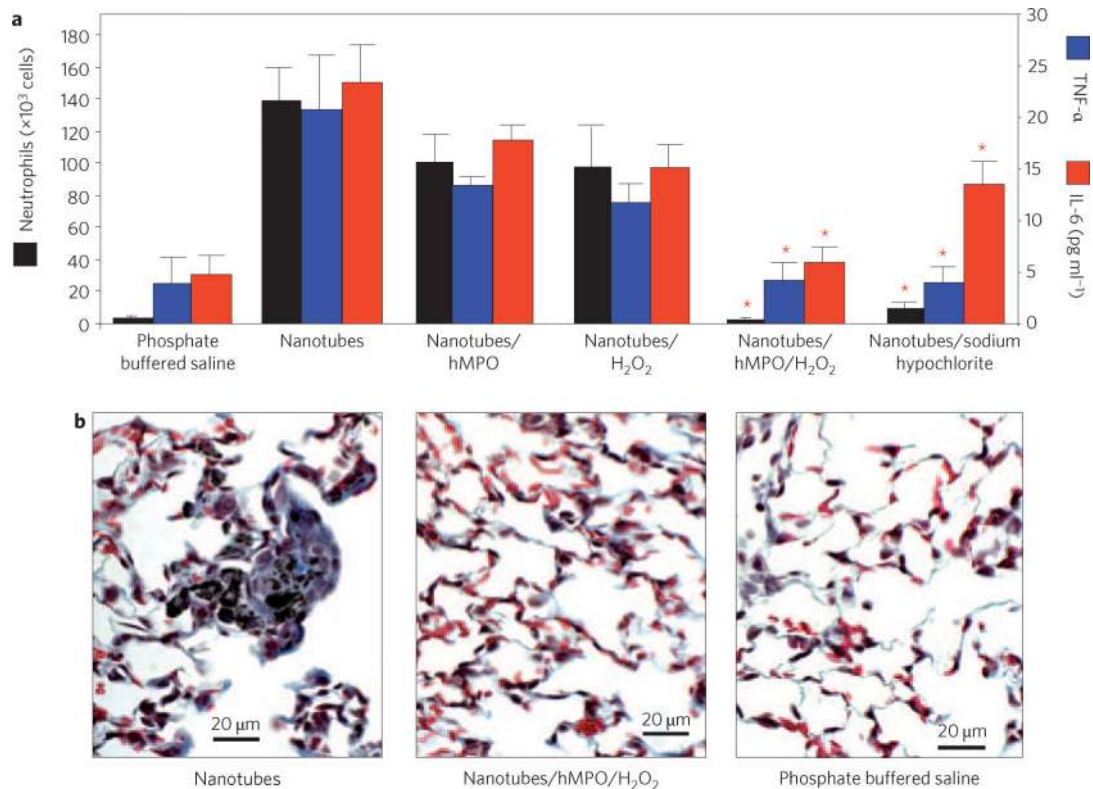 a
Neutrophils (×10³ cells)
180
160
140
120
100
80
60
40
20
0
30
25
20
15
10
5
0
TNF-α
IL-6 (pg ml⁻¹)
*
*
*
*
*
*
Phosphate
buffered saline
Nanotubes
Nanotubes/
hMPO
Nanotubes/
H₂O₂
Nanotubes/
hMPO/H₂O₂
Nanotubes/sodium
hypochlorite
b
20 μm
20 μm
20 μm
Nanotubes
Nanotubes/hMPO/H₂O₂
Phosphate buffered saline